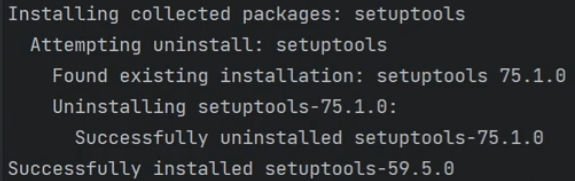 Installing collected packages: setuptools
Attempting uninstall: setuptools
Found existing installation: setuptools 75.1.0
Uninstalling setuptools-75.1.0:
Successfully uninstalled setuptools-75.1.0
Successfully installed setuptools-59.5.0